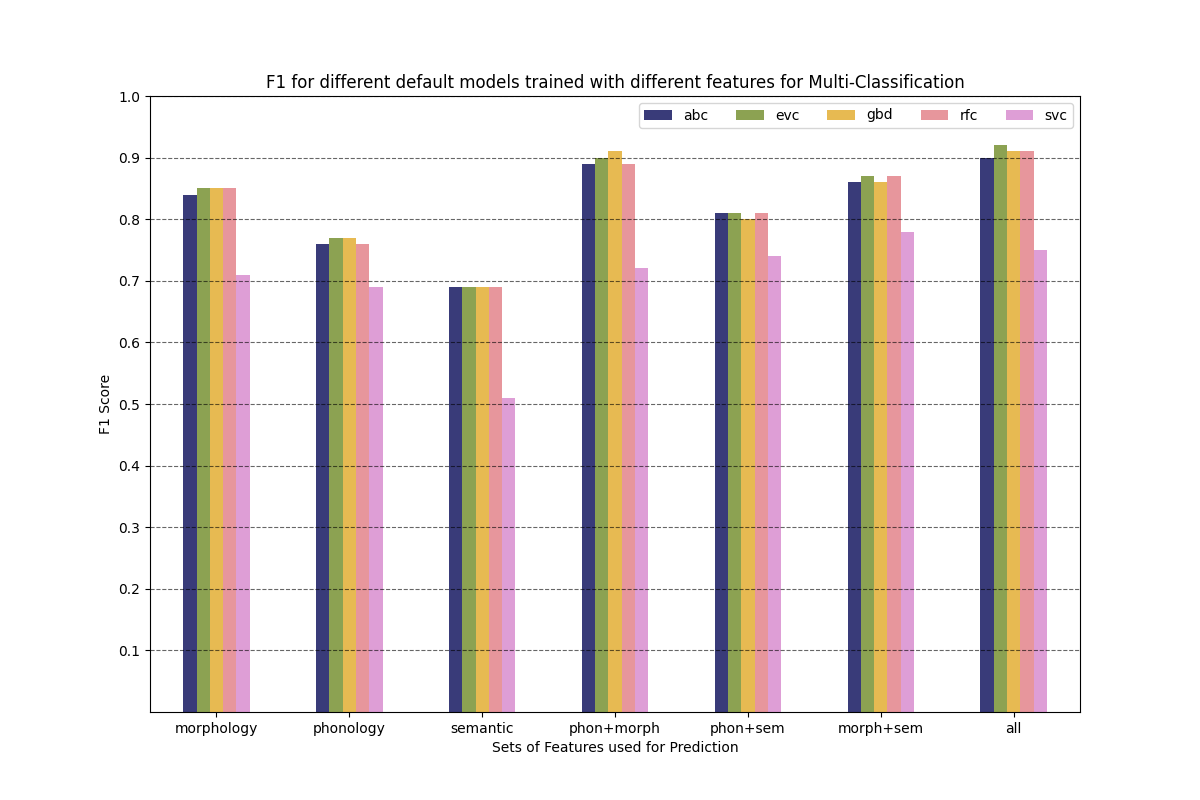 F1 for different default models trained with different features for Multi-Classification
abc evc gbd rfc svc
1.0
0.9
0.8
0.7
0.6
0.5
0.4
0.3
0.2
0.1
F1 Score
morphology phonology semantic phon+morph phon+sem morph+sem all
Sets of Features used for Prediction